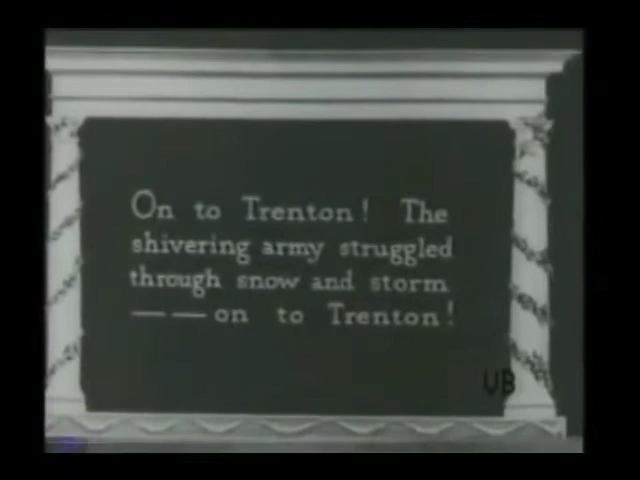 On to Trenton! The
shivering army struggled
through snow and storm
— — on to Trenton!
VB